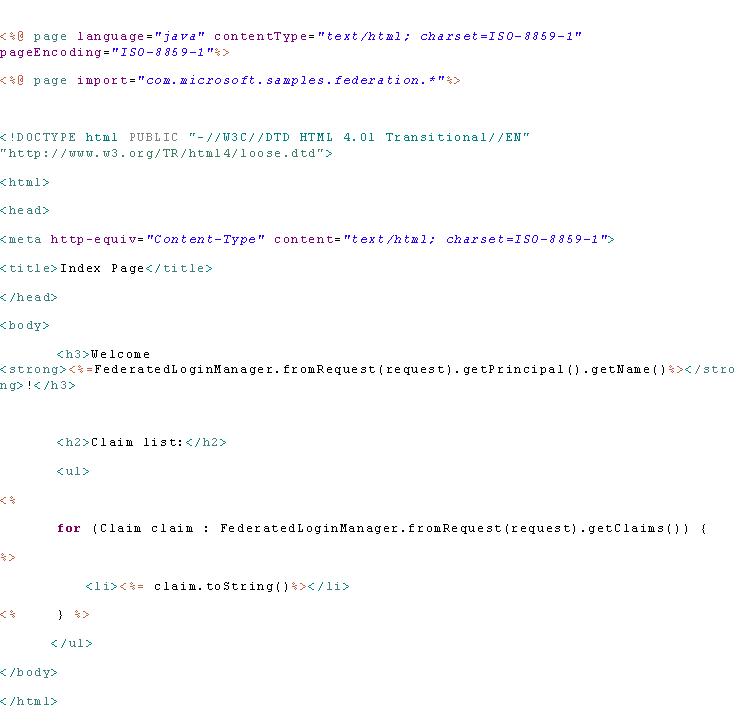 <%@ page language="java" contentType="text/html; charset=ISO-8859-1"
pageEncoding="ISO-8859-1"%>
<%@ page import="com.microsoft.samples.federation.*"%>
<!DOCTYPE html PUBLIC "-//W3C//DTD HTML 4.01 Transitional//EN"
"http://www.w3.org/TR/html4/loose.dtd">
<html>
<head>
<meta http-equiv="Content-Type" content="text/html; charset=ISO-8859-1">
<title>Index Page</title>
</head>
<body>
<h3>Welcome
<strong><%=FederatedLoginManager.fromRequest(request).getPrincipal().getName()%></stro
ng>!</h3>
<h2>Claim list:</h2>
<ul>
<%
for (Claim claim : FederatedLoginManager.fromRequest(request).getClaims()) {
%>
<li><%= claim.toString()%></li>
<% } %>
</ul>
</body>
</html>